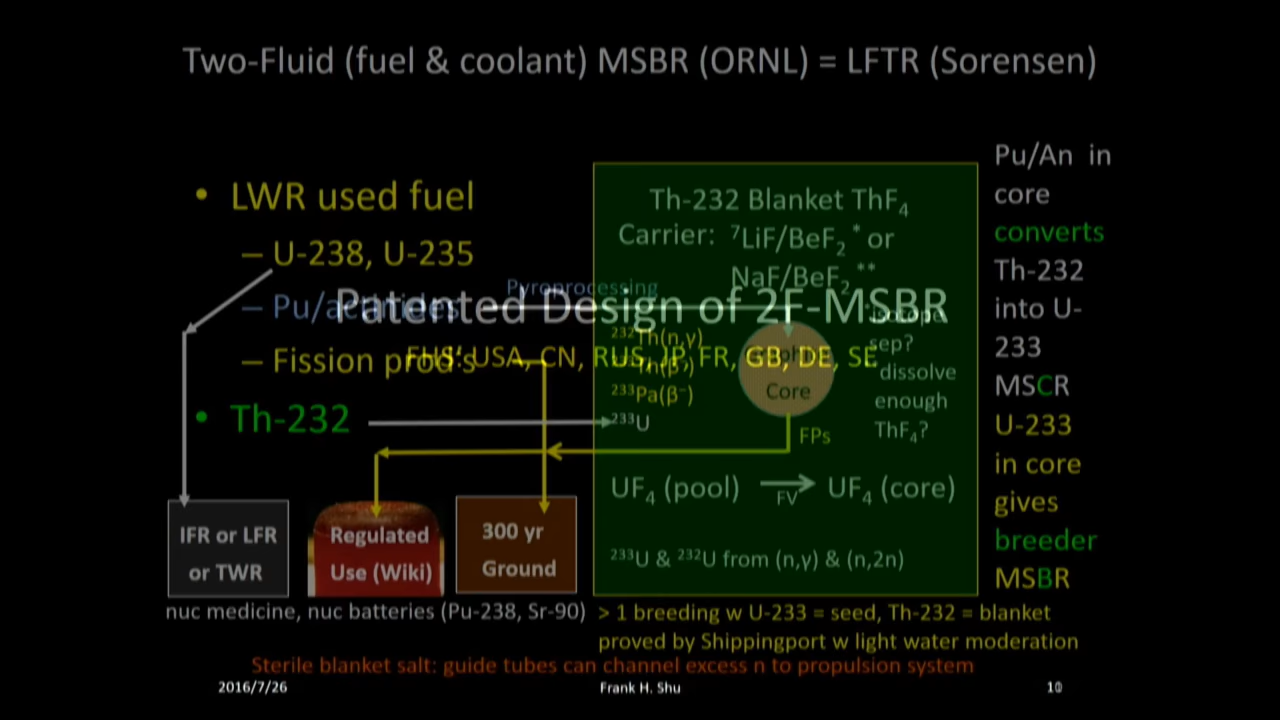 Two-Fluid (fuel & coolant) MSBR (ORNL) = LFTR (Sorensen)
• LWR used fuel
– U-238, U-235
– Pu/actinides
– Fission prod's
• Th-232
Pyroprocessing
Patented Design of 2F-MSBR
FHS: USA, CN, RUS, JP, FR, GB, DE, SE
Th-232 Blanket ThF₄
Carrier: ⁷LiF/BeF₂* or
NaF/BeF₂**
²³²Th(n,γ)
Th(β⁻)
²³³Pa(β⁻)
²³³U
Core
sep?
dissolve
enough
ThF₄?
FPs
UF₄ (pool) → UF₄ (core)
FV
²³³U & ²³²U from (n,γ) & (n,2n)
Pu/An in
core
converts
Th-232
into U-
233
MSCR
U-233
in core
gives
breeder
MSBR
IFR or LFR
or TWR
Regulated
Use (Wiki)
300 yr
Ground
nuc medicine, nuc batteries (Pu-238, Sr-90)
> 1 breeding w U-233 = seed, Th-232 = blanket
proved by Shippingport w light water moderation
Sterile blanket salt: guide tubes can channel excess n to propulsion system
2016/7/26
Frank H. Shu